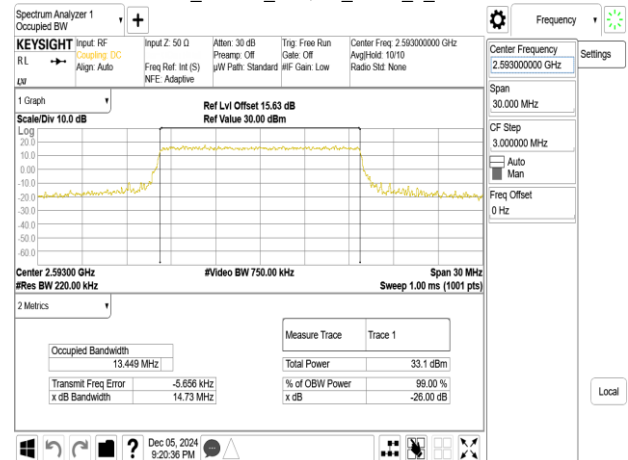 Spectrum Analyzer 1
Occupied BW
Frequency
KEYSIGHT
RL
LXI
Input: RF
Coupling: DC
Align: Auto
Input Z: 50 Ω
Freq Ref: Int (S)
NFE: Adaptive
Atten: 30 dB
Preamp: Off
µW Path: Standard
Trig: Free Run
Gate: Off
#IF Gain: Low
Center Freq: 2.593000000 GHz
Avg|Hold: 10/10
Radio Std: None
Center Frequency
2.593000000 GHz
Settings
Span
30.000 MHz
CF Step
3.000000 MHz
Auto
Man
Freq Offset
0 Hz
Local
1 Graph
Scale/Div 10.0 dB
Ref Lvl Offset 15.63 dB
Ref Value 30.00 dBm
Log
20.0
10.0
0.00
-10.0
-20.0
-30.0
-40.0
-50.0
-60.0
Center 2.59300 GHz
#Video BW 750.00 kHz
Span 30 MHz
#Res BW 220.00 kHz
Sweep 1.00 ms (1001 pts)
2 Metrics
Measure Trace Trace 1
Occupied Bandwidth
13.449 MHz
Total Power 33.1 dBm
Transmit Freq Error -5.656 kHz
% of OBW Power 99.00 %
x dB Bandwidth 14.73 MHz
x dB -26.00 dB
?
Dec 05, 2024
9:20:36 PM